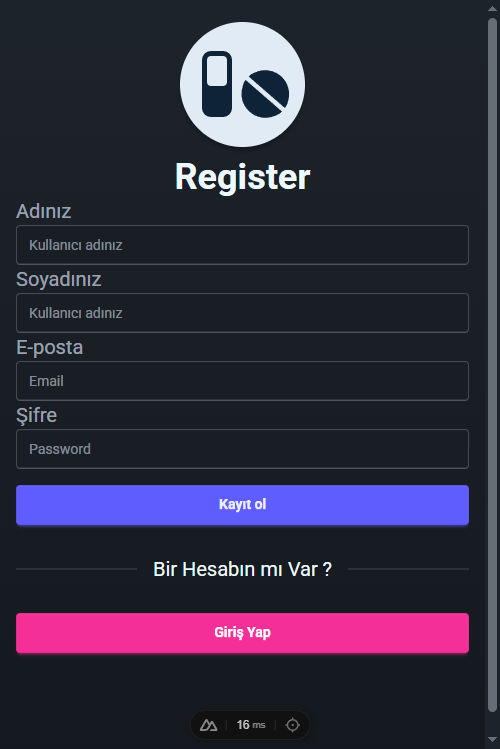 Register
Adınız
Kullanıcı adınız
Soyadınız
Kullanıcı adınız
E-posta
Email
Şifre
Password
Kayıt ol
Bir Hesabın mı Var ?
Giriş Yap
16 ms